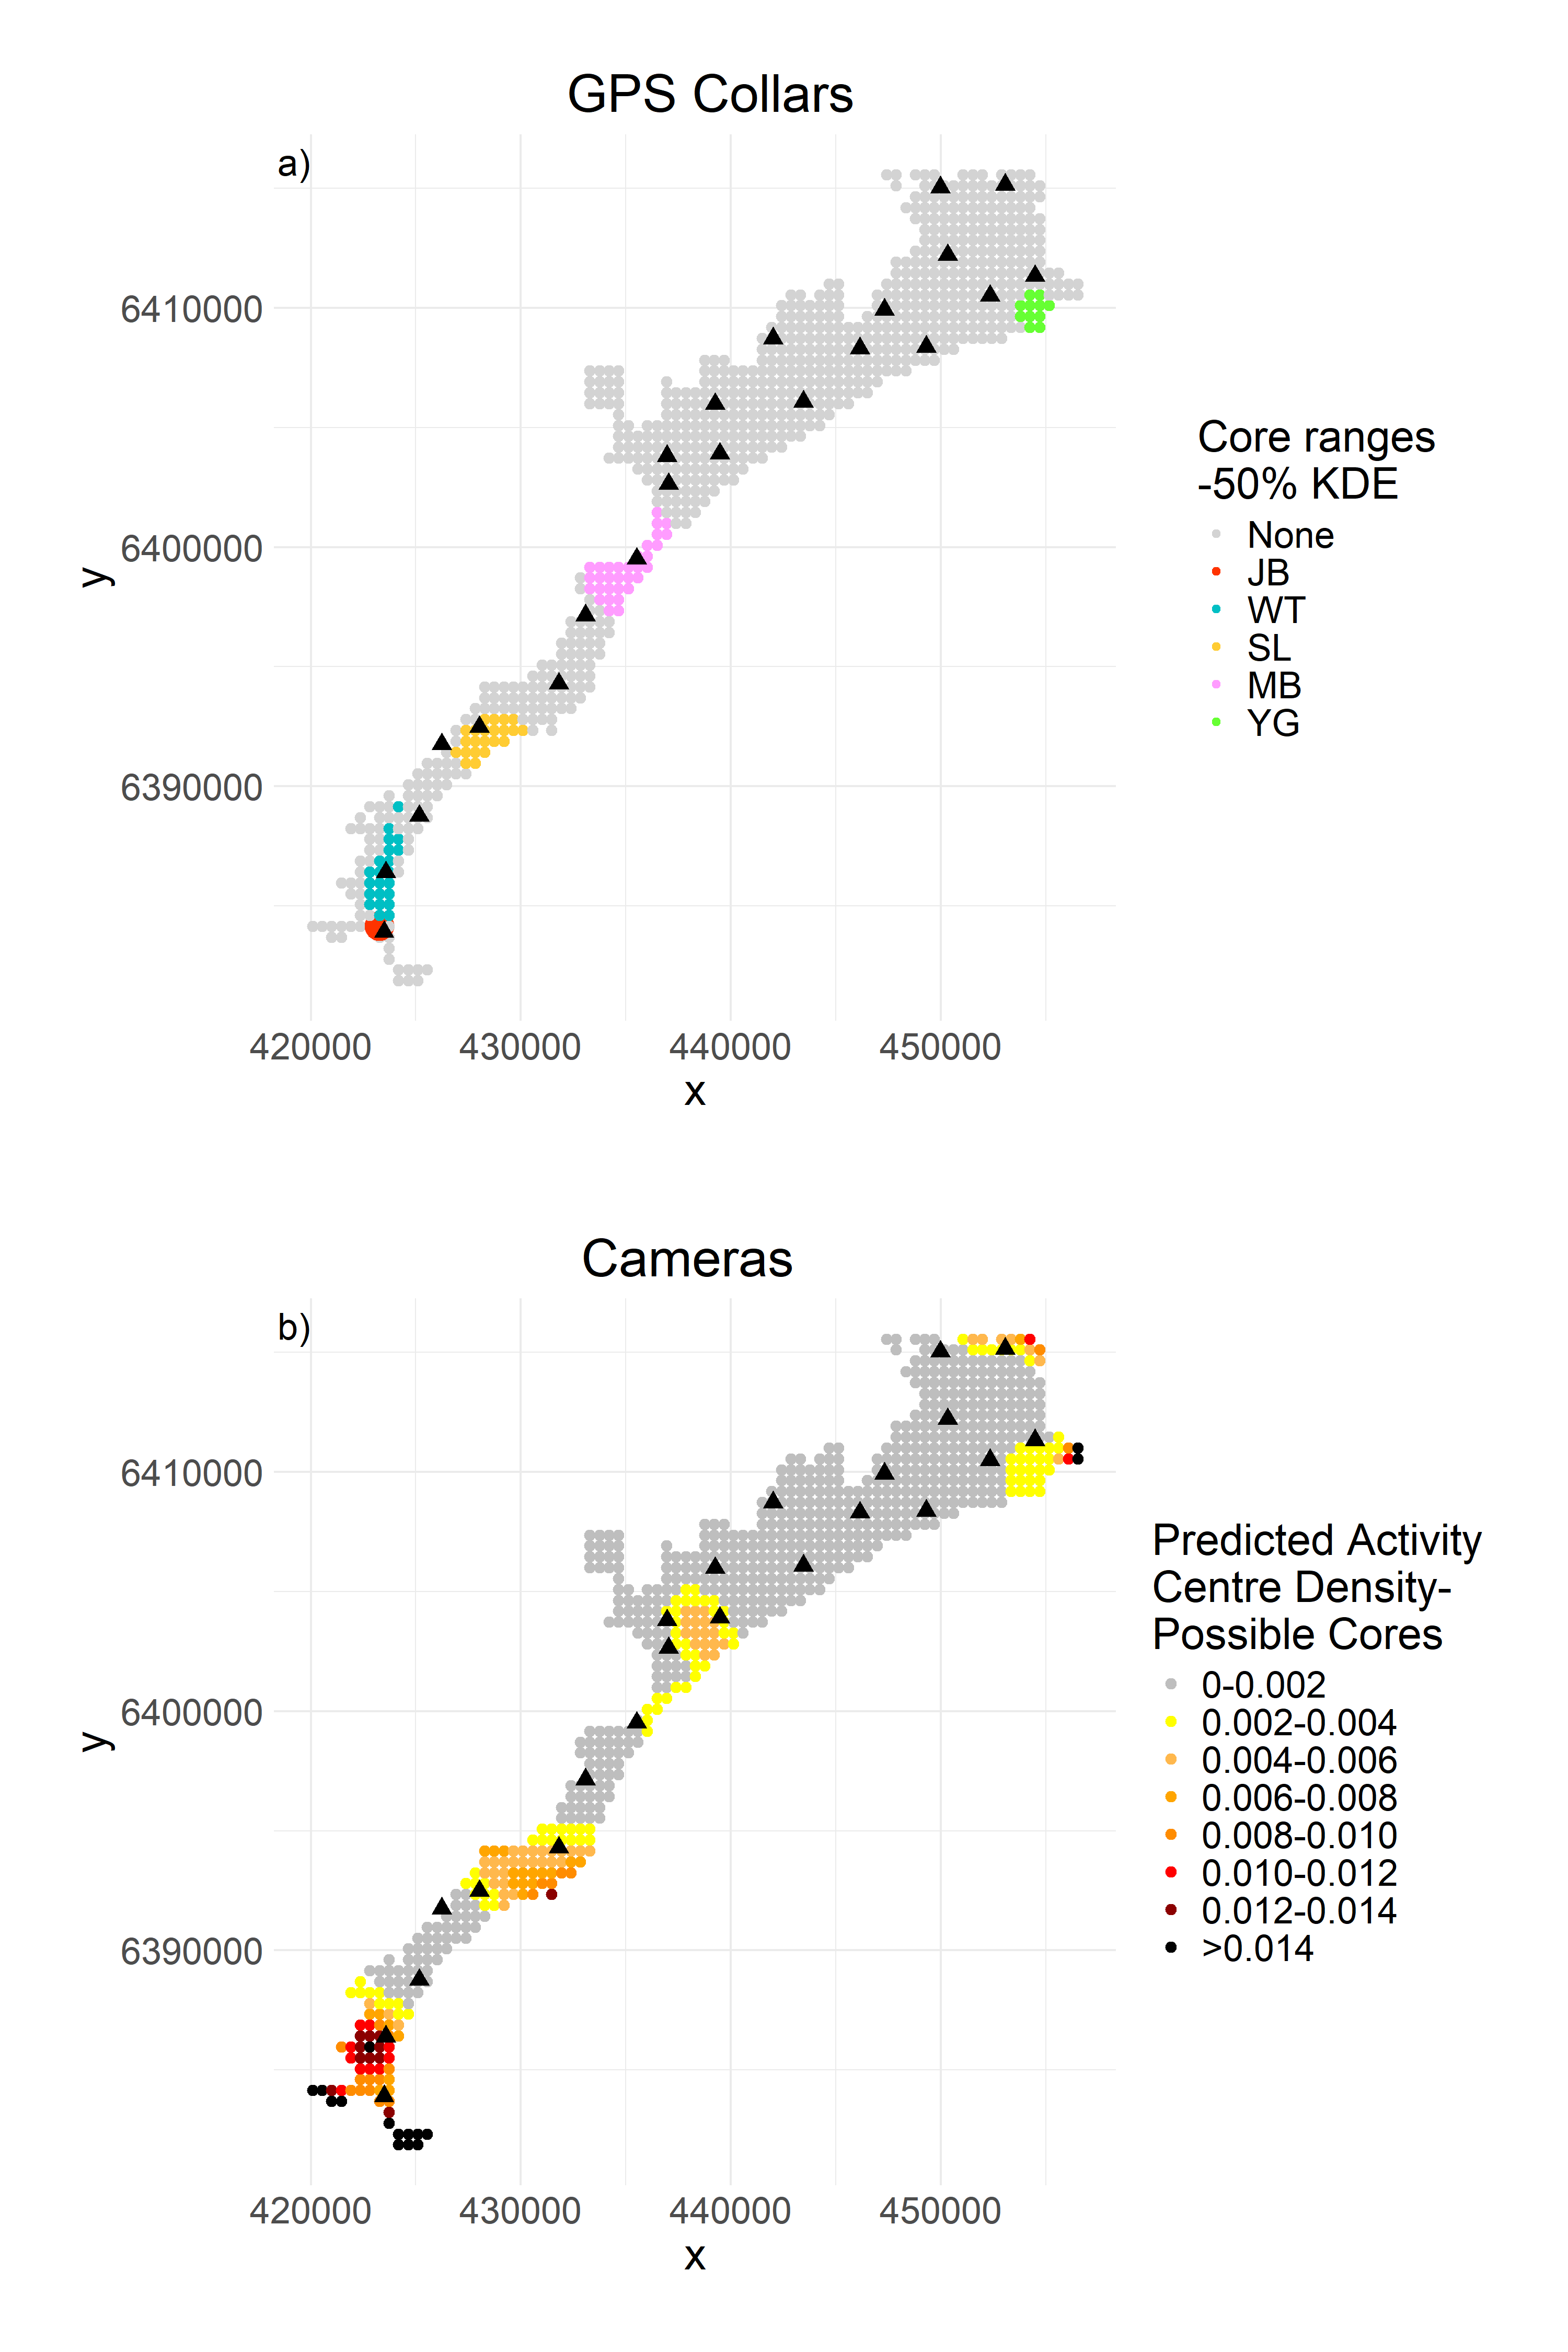 GPS Collars
a)
6410000
6400000
6390000
y
420000 430000 440000 450000
x
Core ranges
-50% KDE
None
JB
WT
SL
MB
YG
Cameras
b)
6410000
6400000
6390000
y
420000 430000 440000 450000
x
Predicted Activity
Centre Density-
Possible Cores
0-0.002
0.002-0.004
0.004-0.006
0.006-0.008
0.008-0.010
0.010-0.012
0.012-0.014
>0.014